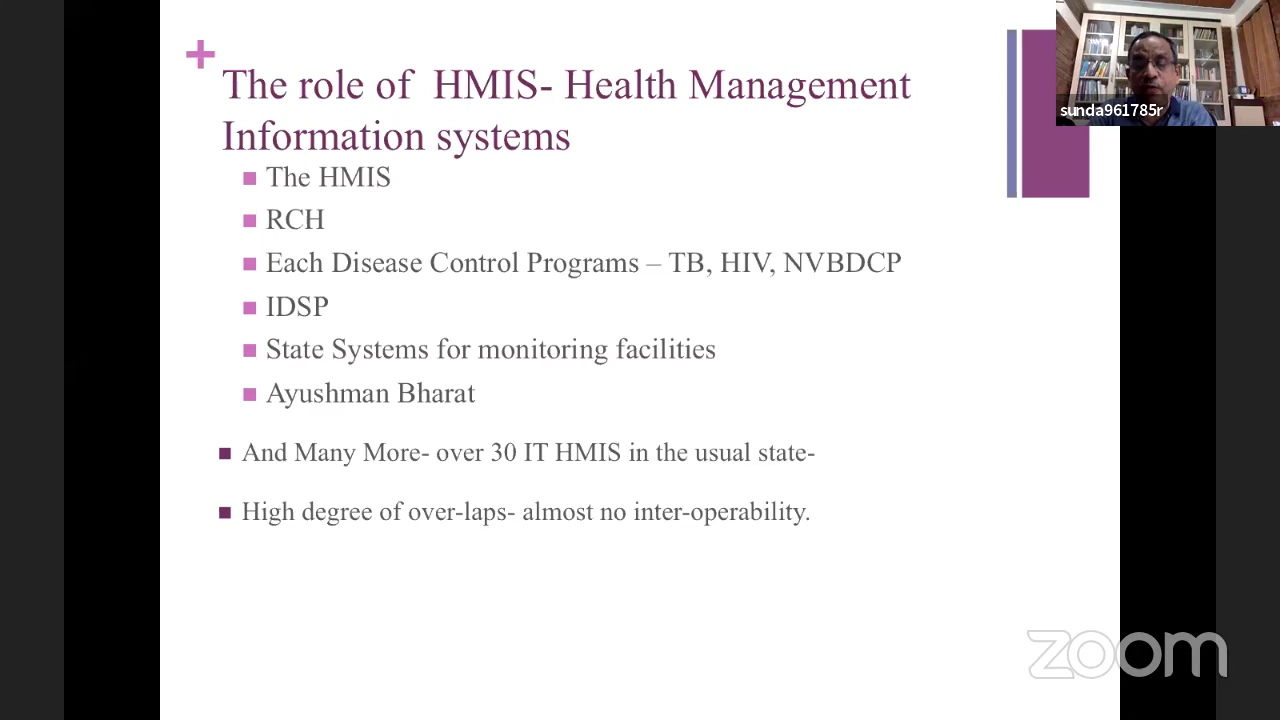 +
The role of HMIS- Health Management
Information systems
The HMIS
RCH
Each Disease Control Programs – TB, HIV, NVBDCP
IDSP
State Systems for monitoring facilities
Ayushman Bharat
And Many More- over 30 IT HMIS in the usual state-
High degree of over-laps- almost no inter-operability.
sunda961785r
zoom